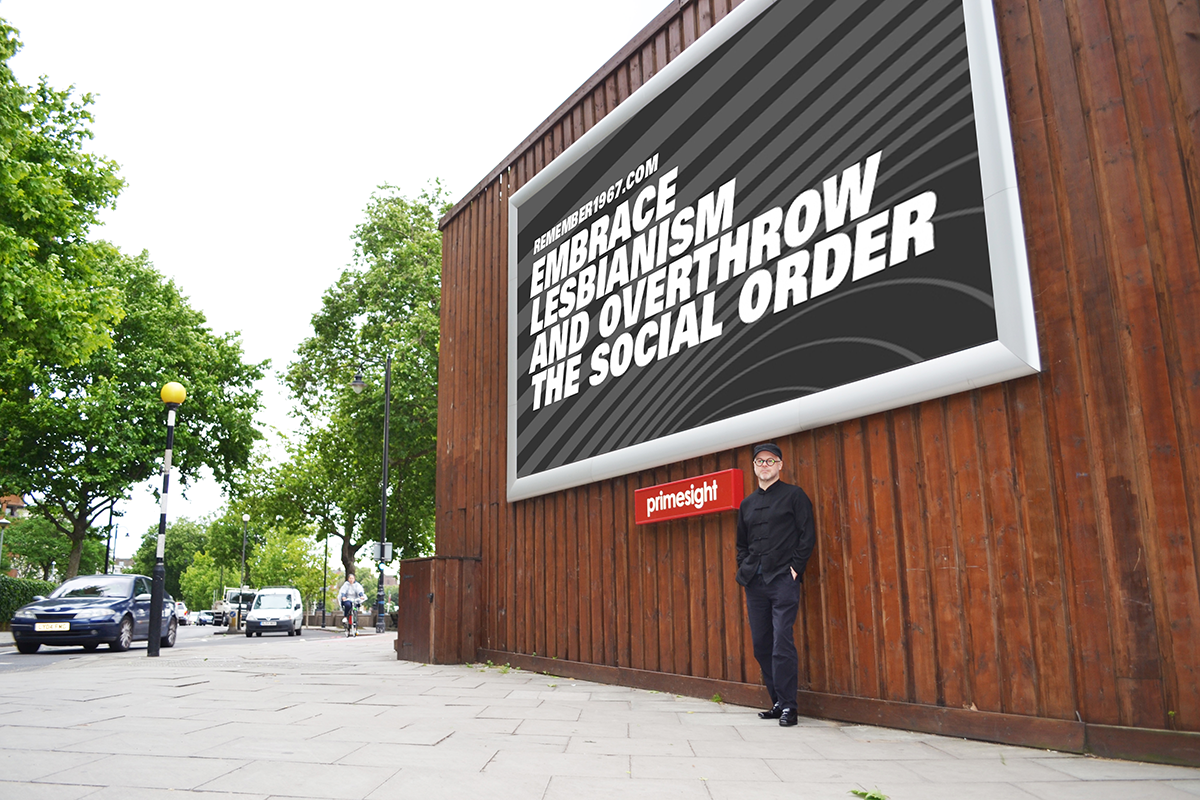 REMEMBER1967.COM
EMBRACE
LESBIANISM
AND OVERTHROW
THE SOCIAL ORDER
primesight